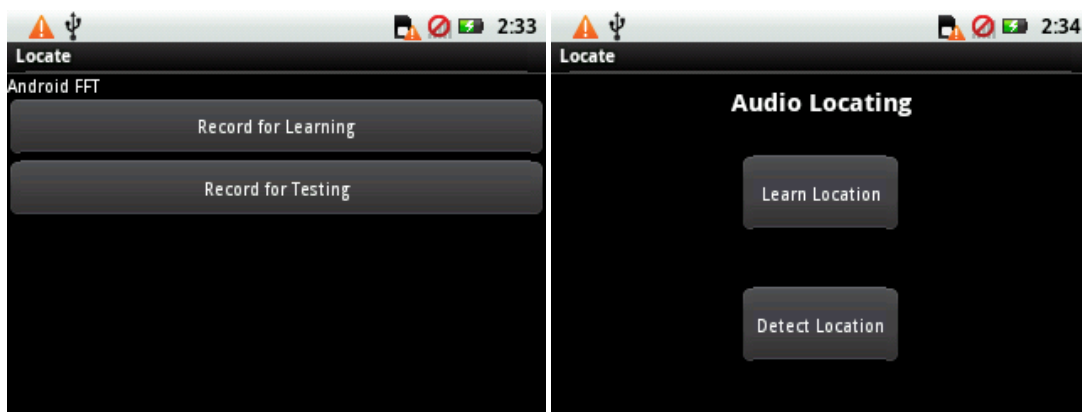 2:33
Locate
Android FFT
Record for Learning
Record for Testing
2:34
Locate
Audio Locating
Learn Location
Detect Location